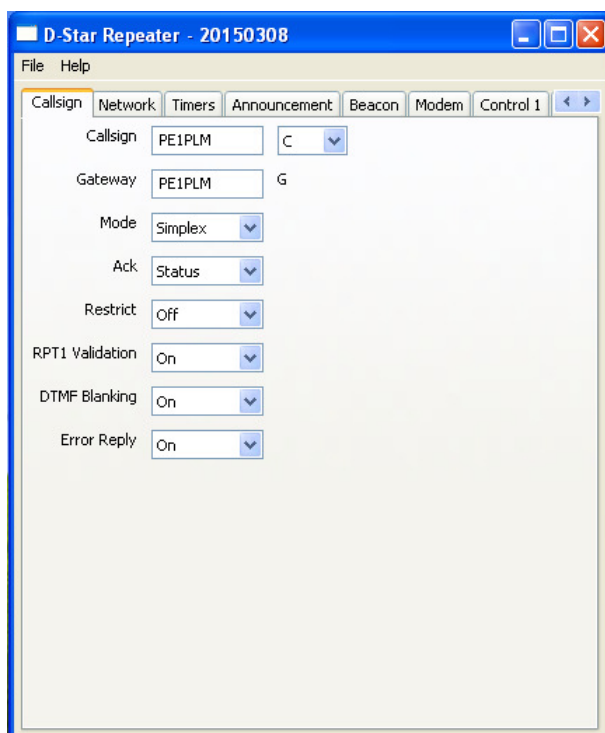 D-Star Repeater - 20150308
File Help
Callsign Network Timers Announcement Beacon Modem Control 1
Callsign PE1PLM C
Gateway PE1PLM G
Mode Simplex
Ack Status
Restrict Off
RPT1 Validation On
DTMF Blanking On
Error Reply On